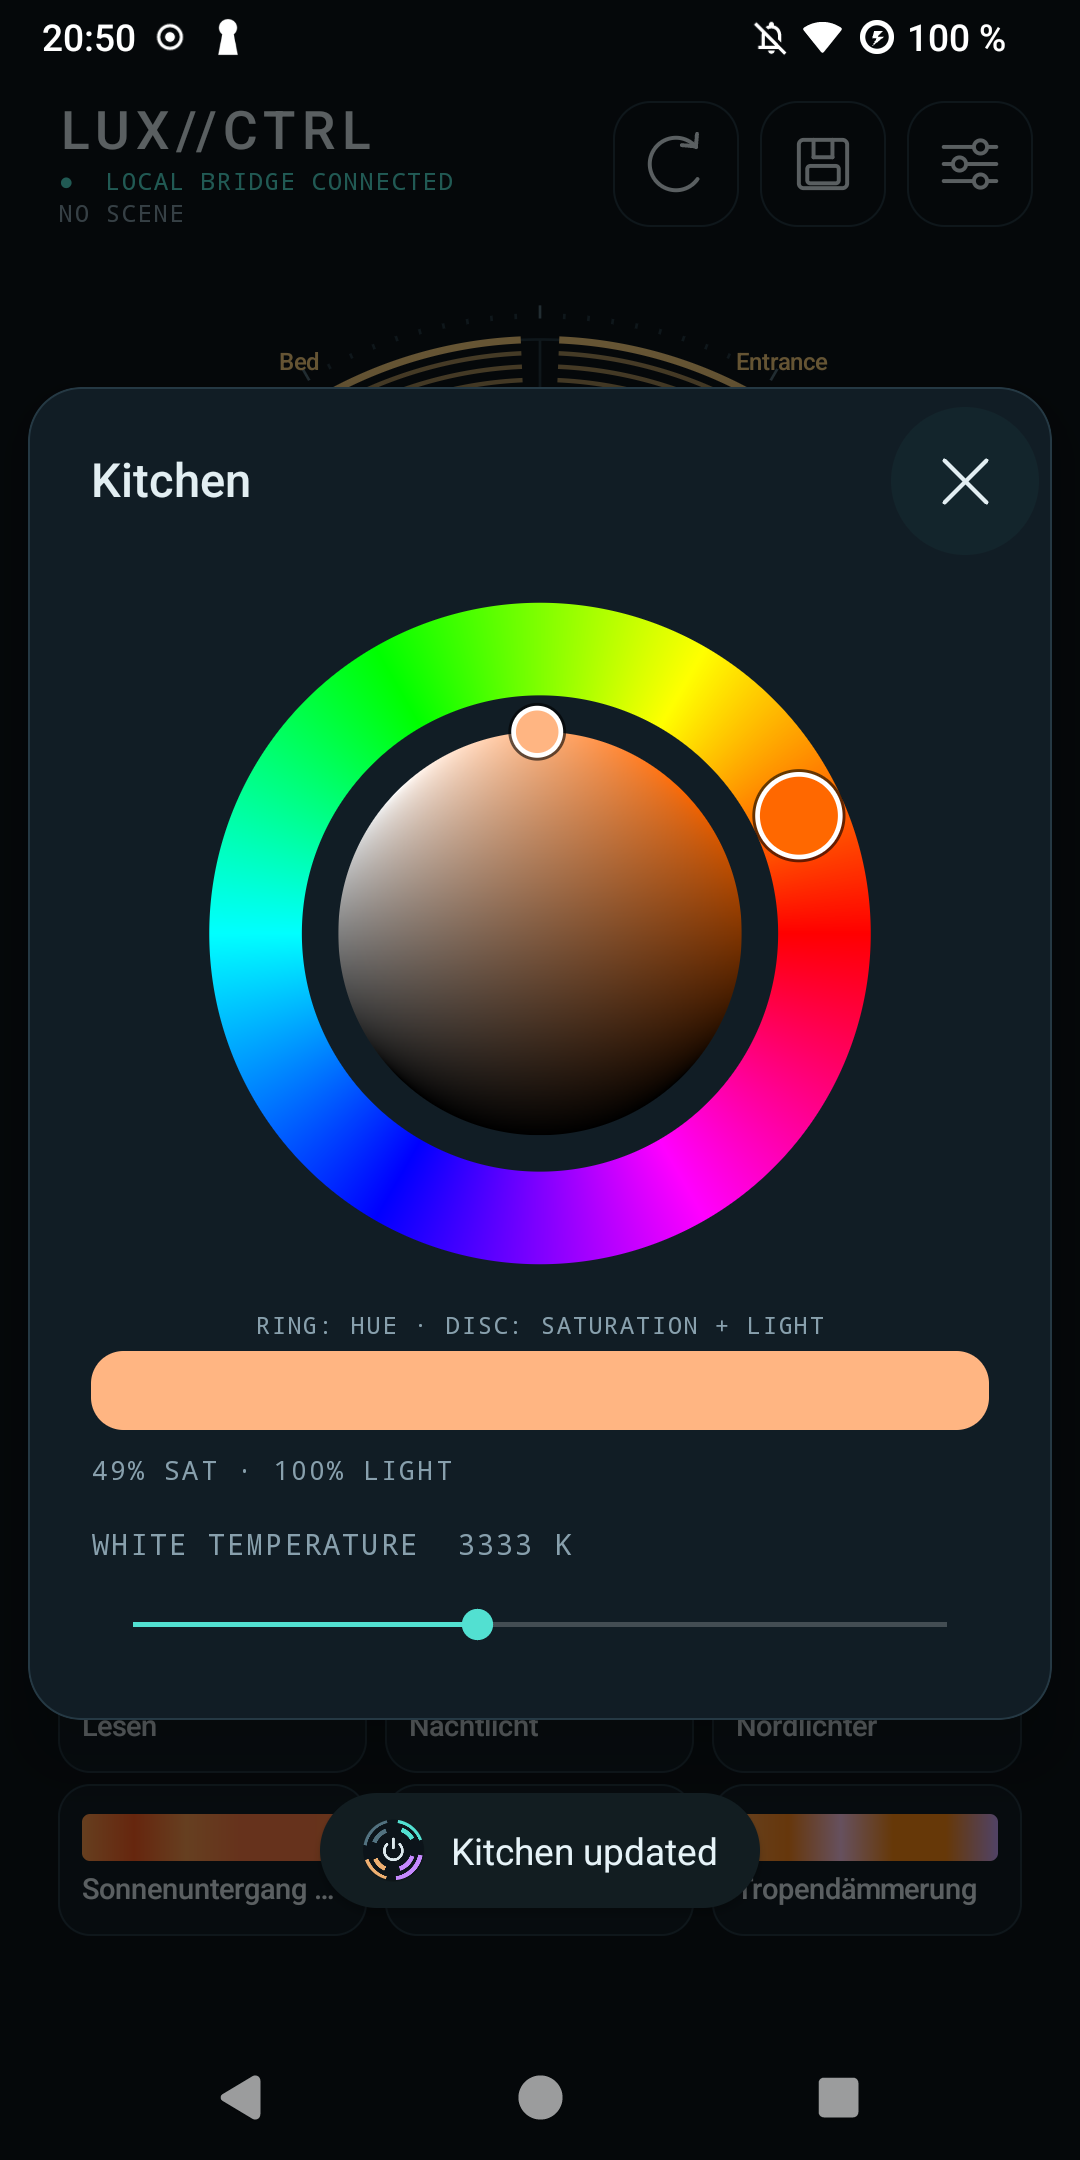 20:50
100 %
LUX//CTRL
LOCAL BRIDGE CONNECTED
NO SCENE
Bed
Entrance
Kitchen
RING: HUE · DISC: SATURATION + LIGHT
49% SAT · 100% LIGHT
WHITE TEMPERATURE 3333 K
Lesen
Nachtlicht
Nordlichter
Kitchen updated
Sonnenuntergang ...
Tropendämmerung